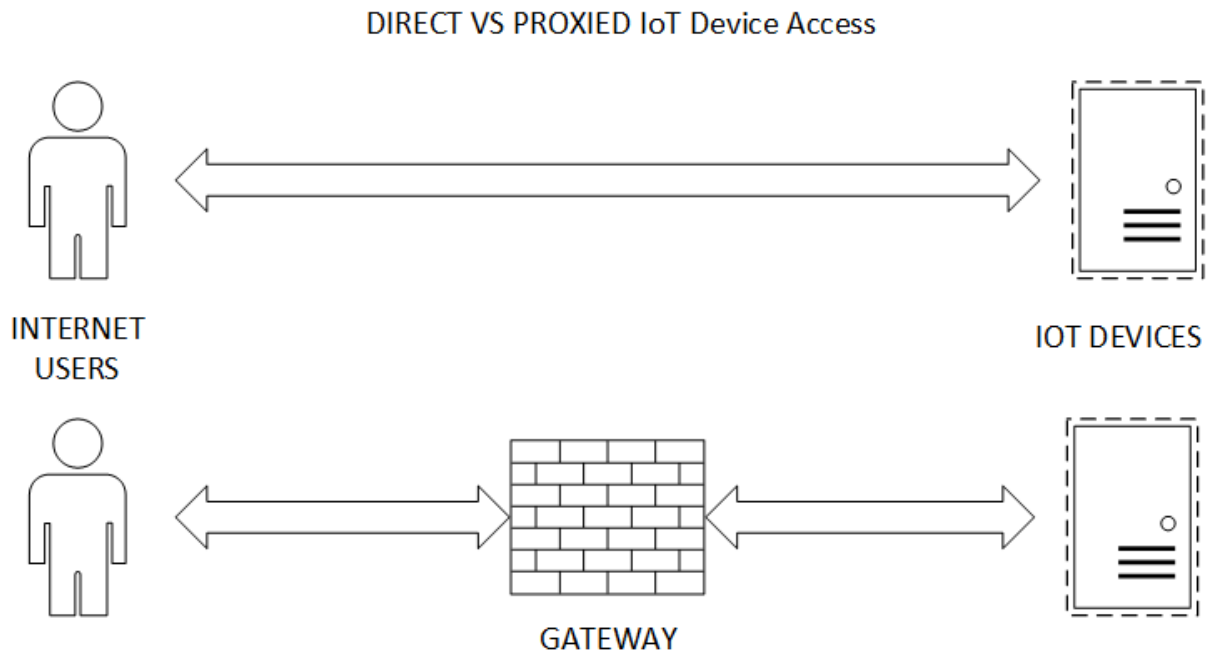 DIRECT VS PROXIED IoT Device Access
INTERNET
USERS
IOT DEVICES
GATEWAY